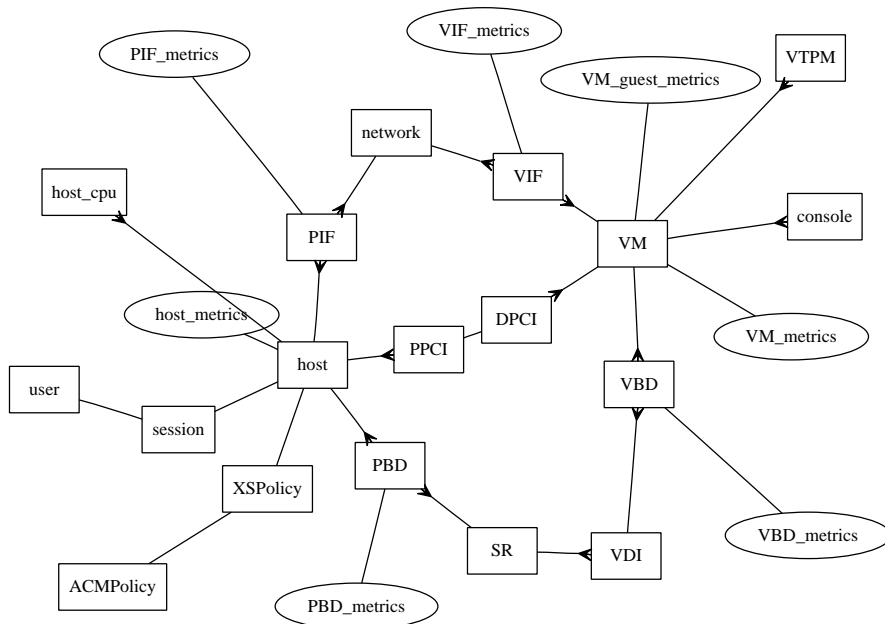 VIF_metrics
PIF_metrics
VTPM
VM_guest_metrics
network
VIF
host_cpu
console
PIF
VM
host_metrics
DPCI
VM_metrics
PPCI
host
VBD
user
session
PBD
XSPolicy
VBD_metrics
SR
VDI
ACMPolicy
PBD_metrics